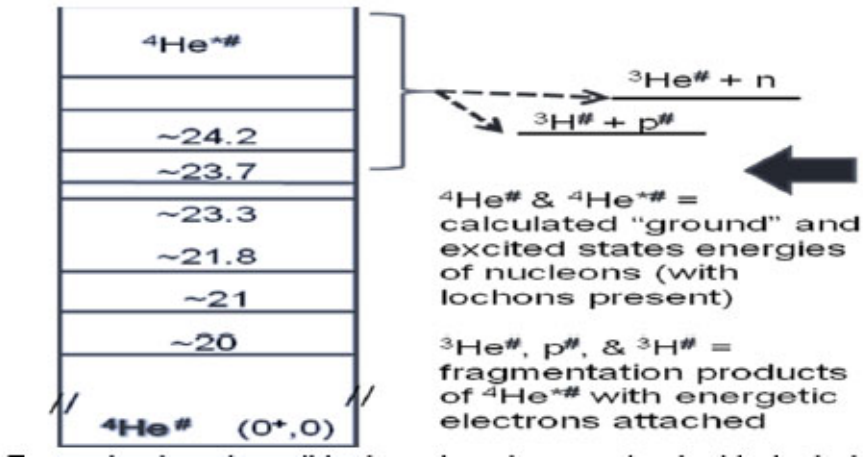 ⁴He*#
³He# + n
³H# + p#
~24.2
~23.7
~23.3
~21.8
~21
~20
⁴He# (0⁺,0)
⁴He# & ⁴He*# =
calculated “ground” and
excited states energies
of nucleons (with
lochons present)
³He#, p#, & ³H# =
fragmentation products
of ⁴He*# with energetic
electrons attached